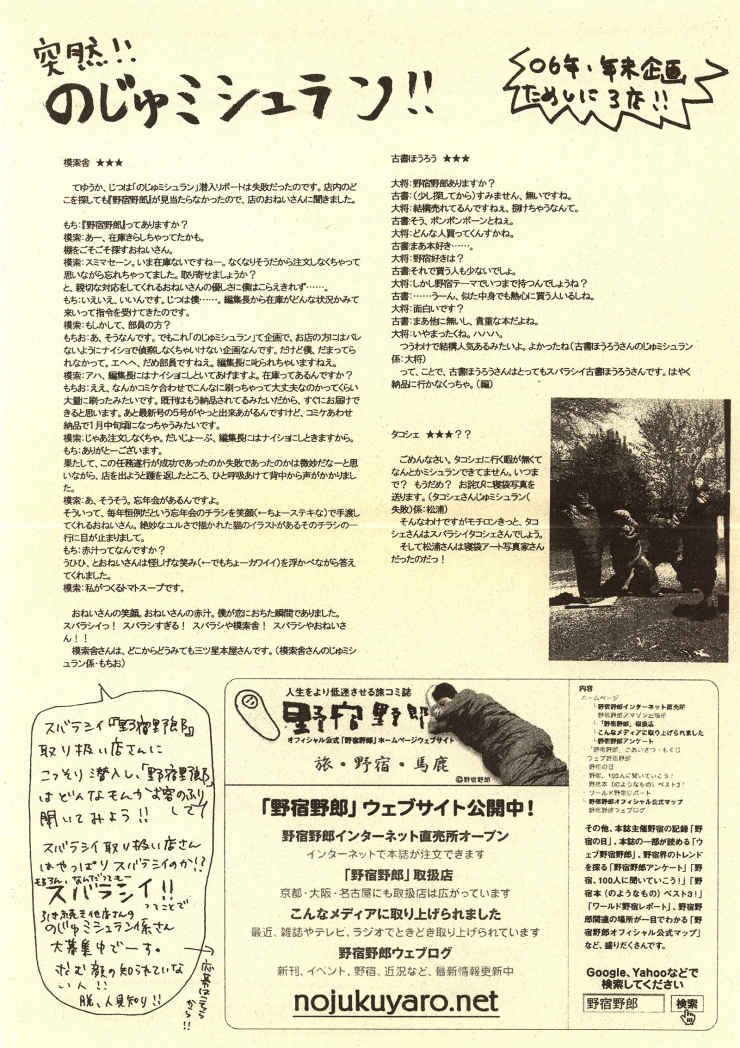 突然!!
のじゅミシュラン!!
'06年・年末企画
ためしに3店!!
模索舎 ★★★
てゆうか、じつは「のじゅミシュラン」潜入リポートは失敗だったのです。店内のど
こを探しても『野宿野郎』が見当たらなかったので、店のおねいさんに聞きました。
もち:『野宿野郎』ってありますか?
模索:あー、在庫きらしちゃってたかも。
棚をごそごそ探すおねいさん。
模索:スミマセーン。いま在庫ないですねー。なくなりそうだから注文しなくちゃって
思いながら忘れちゃってました。取り寄せましょうか?
と、親切な対応をしてくれるおねいさんの優しさに僕はこらえきれず……。
もち:いえいえ、いいんです。じつは僕……。編集長から在庫がどんな状況かみて
来いって指令を受けてきたのです。
模索:もしかして、部員の方?
もちお:あ、そうなんです。でもこれ「のじゅミシュラン」て企画で、お店の方にはバレ
ないようにナイショで偵察しなくちゃいけない企画なんです。だけど僕、だまってら
れなかって。エヘヘ、だめ部員ですねえ。編集長に叱られちゃいますねえ。
模索:アハ、編集長にはナイショにしといてあげますよ。在庫ってあるんですか?
もちお:ええ、なんかコミケ合わせでこんなに刷っちゃって大丈夫なのかってくらい
大量に刷ったみたいです。既刊はもう納品されてるみたいだから、すぐにお届けで
きると思います。あと最新号の5号がやっと出来あがるんですけど、コミケあわせ
納品で1月中旬頃になっちゃうみたいです。
模索:じゃあ注文しなくちゃ。だいじょーぶ、編集長にはナイショにしときますから。
もち:ありがとーございます。
果たして、この任務遂行が成功であったのか失敗であったのかは微妙だなーと思
いながら、店を出ようと踵を返したところ、ひと呼吸あけて背中から声がかかりまし
た。
模索:あ、そうそう。忘年会があるんですよ。
そういって、毎年恒例だという忘年会のチラシを笑顔(←ちょーステキな)で手渡し
てくれるおねいさん。絶妙なユルさで描かれた猫のイラストがあるそのチラシの一
行に目が止まりまして。
もち:赤汁ってなんですか?
うひひ、とおねいさんは怪しげな笑み(←でもちょーカワイイ)を浮かべながら答え
てくれました。
模索:私がつくるトマトスープです。
おねいさんの笑顔。おねいさんの赤汁。僕が恋におちた瞬間でありました。
スバラシイっ! スバラシすぎる! スバラシや模索舎! スバラシやおねいさ
ん!!
模索舎さんは、どこからどうみても三ツ星本屋さんです。(模索舎さんのじゅミシ
ュラン係・もちお)
古書ほうろう ★★★
大将:野宿野郎ありますか?
古書:(少し探してから)すみません、無いですね。
大将:結構売れてるんですねぇ、捌けちゃうなんて。
古書:そう、ポンポンポーンとねぇ。
大将:どんな人買ってくんすかね。
古書:まあ本好き……。
大将:野宿好きは?
古書:それで買う人も少ないでしょ。
大将:しかし野宿テーマでいつまで持つんでしょうね?
古書:……うーん、似た中身でも熱心に買う人いるしね。
大将:面白いです?
古書:まあ他に無いし、貴重な本だよね。
大将:いやまったくね。ハハハ。
つうわけで結構人気あるみたいよ。よかったね(古書ほうろうさんのじゅミシュラン
係:大将)
って、ことで、古書ほうろうさんはとってもスバラシイ古書ほうろうさんです。はやく
納品に行かなくっちゃ。(編)
タコシェ ★★★??
ごめんなさい。タコシェに行く暇が無くて
なんとかミシュランできてません。いつま
で? もうだめ? お詫びに寝袋写真を
送ります。(タコシェさんじゅミシュラン(
失敗)係:松浦)
そんなわけですがモチロンきっと、タコ
シェさんはスバラシイタコシェさんでしょう。
そして松浦さんは寝袋アート写真家さん
だったのだっ!
スバラシイ『野宿野郎』
取り扱い店さんに
こっそり潜入し、『野宿野郎』
はどんなモンか お客のふりして
聞いてみよう!!
スバラシイ取り扱い店さん
はやっぱりスバラシイのか!?
もちろん、なんだってもー
スバラシイ!!
ってことで
引き続き他店さんの
のじゅミシュラン係さん
大募集中でーす。
求む顔の知られていな
い人!!
脱、人見知り!!
応募はこちら
から!!
人生をより低迷させる旅コミ誌
野宿野郎
オフィシャル公式「野宿野郎」ホームページウェブサイト
旅・野宿・馬鹿
©野宿野郎
「野宿野郎」ウェブサイト公開中!
野宿野郎インターネット直売所オープン
インターネットで本誌が注文できます
「野宿野郎」取扱店
京都・大阪・名古屋にも取扱店は広がっています
こんなメディアに取り上げられました
最近、雑誌やテレビ、ラジオでときどき取り上げられています
野宿野郎ウェブログ
新刊、イベント、野宿、近況など、最新情報更新中
nojukuyaro.net
内容
ホームページ
野宿野郎インターネット直売所
野宿野郎アマゾン出張所
「野宿野郎」取扱店
こんなメディアに取り上げられました
野宿野郎アンケート
「野宿野郎」ごあいさつ・もくじ
ウェブ野宿野郎
野宿の日
野宿、100人に聞いていこう!
野宿本(のようなもの)ベスト3!
ワールド野宿レポート
野宿野郎オフィシャル公式マップ
野宿野郎ウェブログ
その他、本誌主催野宿の記録「野
宿の日」、本誌の一部が読める「ウ
ェブ野宿野郎」、野宿界のトレンド
を探る「野宿野郎アンケート」「野
宿、100人に聞いていこう!」「野
宿本(のようなもの)ベスト3!」
「ワールド野宿レポート」、野宿野
郎関連の場所が一目でわかる「野
宿野郎オフィシャル公式マップ」
など、盛りだくさんです。
Google、Yahooなどで
検索してください
野宿野郎 検索